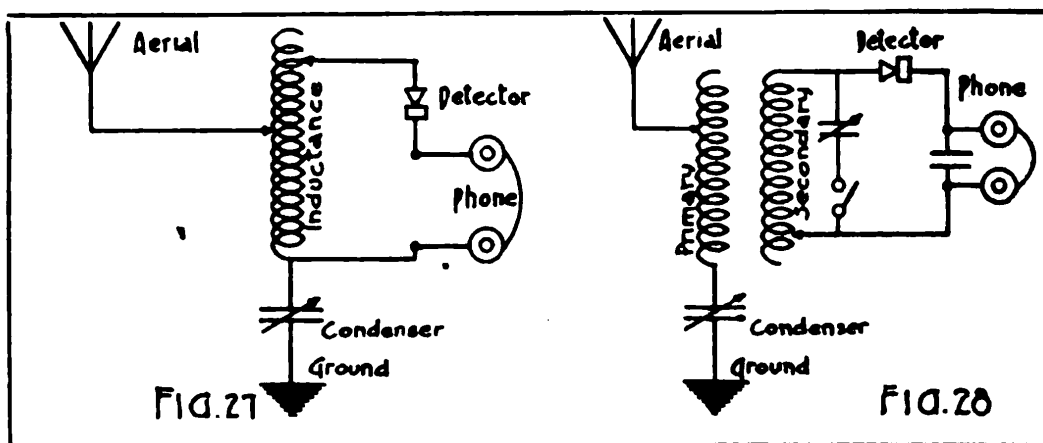 Aerial
Inductance
Detector
Phone
Condenser
Ground
FIG.27
Aerial
Primary
Secondary
Detector
Phone
Condenser
Ground
FIG.28